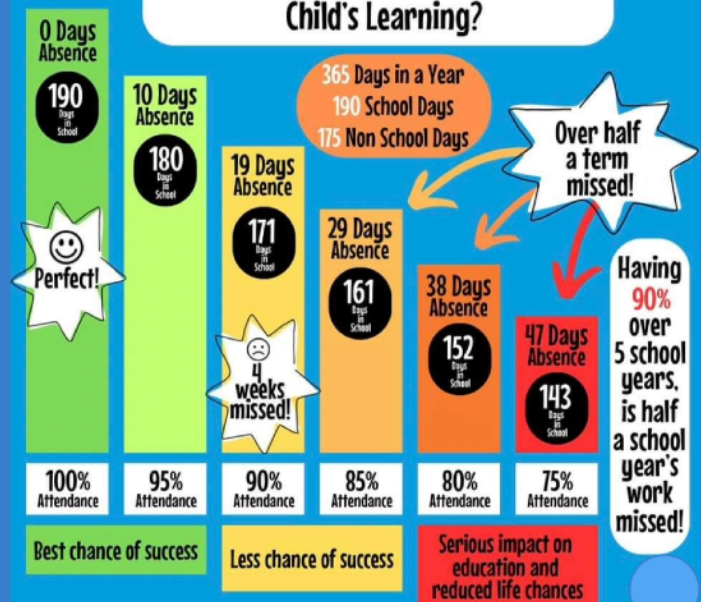 Child's Learning?
0 Days
Absence
190
Days
in
School
Perfect!
10 Days
Absence
180
Days
in
School
19 Days
Absence
171
Days
in
School
4
weeks
missed!
365 Days in a Year
190 School Days
175 Non School Days
29 Days
Absence
161
Days
in
School
38 Days
Absence
152
Days
in
School
47 Days
Absence
143
Days
in
School
Over half
a term
missed!
Having
90%
over
5 school
years,
is half
a school
year's
work
missed!
100%
Attendance
95%
Attendance
90%
Attendance
85%
Attendance
80%
Attendance
75%
Attendance
Best chance of success
Less chance of success
Serious impact on
education and
reduced life chances